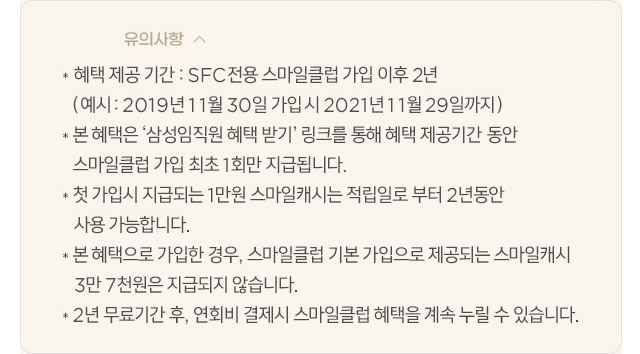 유의사항 ︿
* 혜택 제공 기간 : SFC전용 스마일클럽 가입 이후 2년
(예시 : 2019년 11월 30일 가입 시 2021년 11월 29일까지)
* 본 혜택은 ‘삼성임직원 혜택 받기’ 링크를 통해 혜택 제공기간 동안
스마일클럽 가입 최초 1회만 지급됩니다.
* 첫 가입시 지급되는 1만원 스마일캐시는 적립일로 부터 2년동안
사용 가능합니다.
* 본 혜택으로 가입한 경우, 스마일클럽 기본 가입으로 제공되는 스마일캐시
3만 7천원은 지급되지 않습니다.
* 2년 무료기간 후, 연회비 결제시 스마일클럽 혜택을 계속 누릴 수 있습니다.